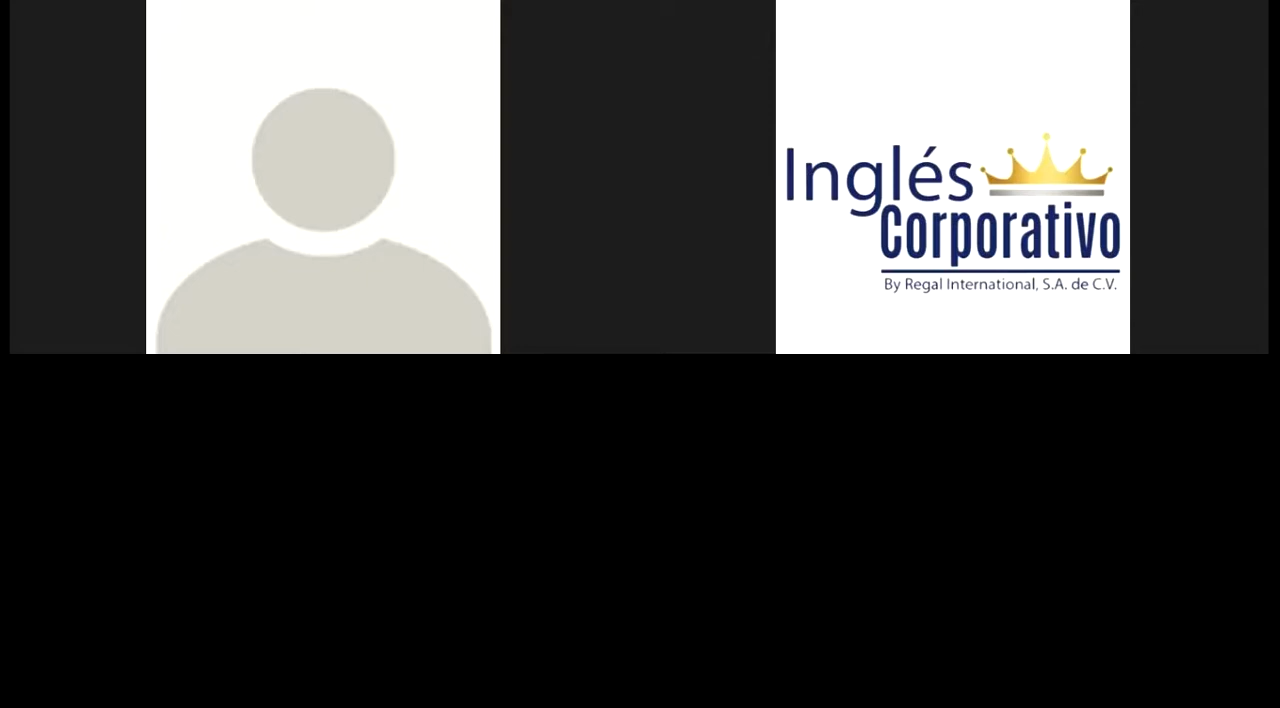 Inglés
Corporativo
By Regal International, S.A. de C.V.